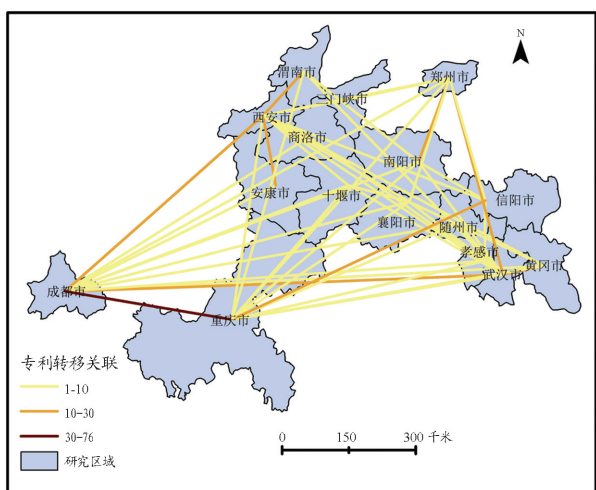 N
渭南市
郑州市
三门峡市
西安市
商洛市
南阳市
安康市
十堰市
信阳市
襄阳市
随州市
孝感市
黄冈市
武汉市
成都市
重庆市
专利转移关联
1-10
10-30
30-76
研究区域
0 150 300 千米